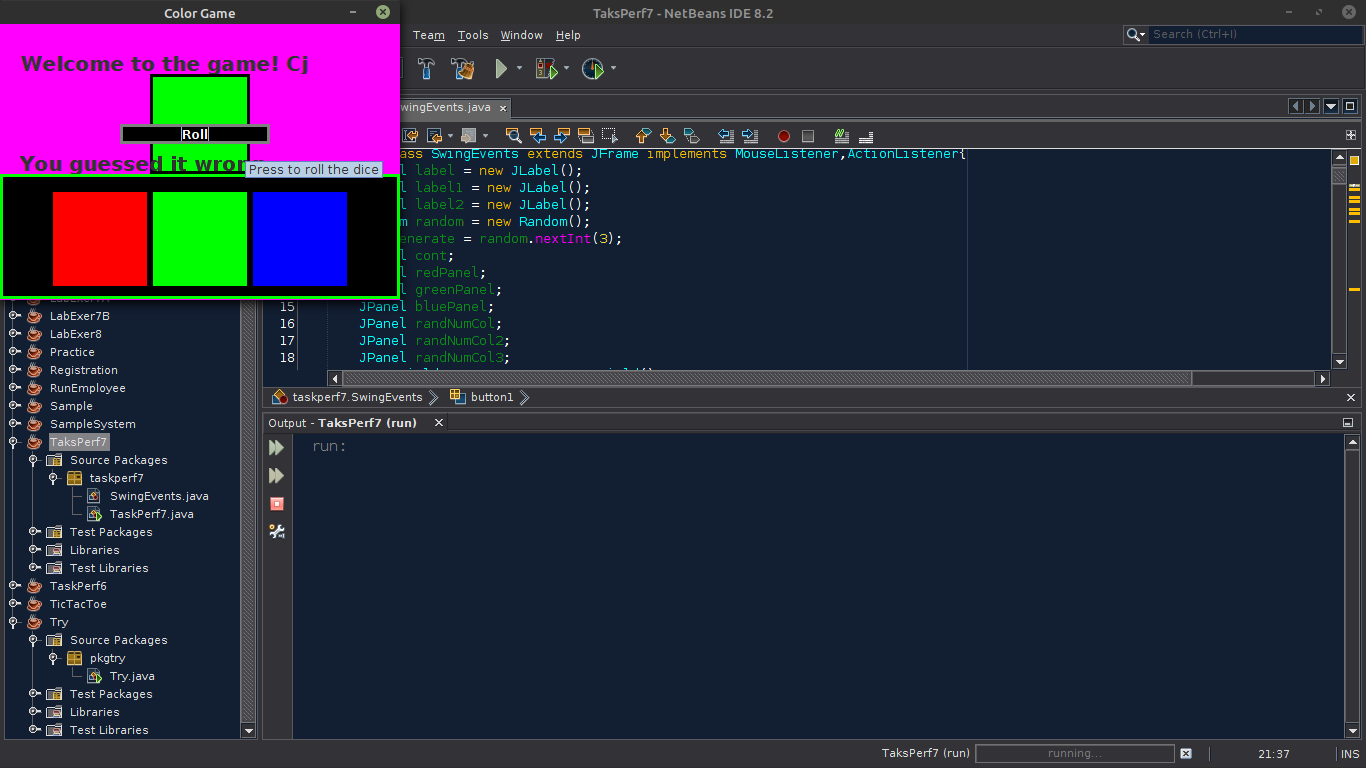 Color Game
TaksPerf7 - NetBeans IDE 8.2
Team Tools Window Help
Search (Ctrl+I)
Welcome to the game! Cj
Roll
You guessed it wrong
Press to roll the dice
wingEvents.java
ass SwingEvents extends JFrame implements MouseListener,ActionListener{
label = new JLabel();
label1 = new JLabel();
label2 = new JLabel();
random = new Random();
enerate = random.nextInt(3);
cont;
redPanel;
greenPanel;
15 JPanel bluePanel;
16 JPanel randNumCol;
17 JPanel randNumCol2;
18 JPanel randNumCol3;
taskperf7.SwingEvents
button1
Output - TaksPerf7 (run)
run:
LabExer7B
LabExer8
Practice
Registration
RunEmployee
Sample
SampleSystem
TaksPerf7
Source Packages
taskperf7
SwingEvents.java
TaskPerf7.java
Test Packages
Libraries
Test Libraries
TaskPerf6
TicTacToe
Try
Source Packages
pkgtry
Try.java
Test Packages
Libraries
Test Libraries
TaksPerf7 (run)
running...
21:37
INS